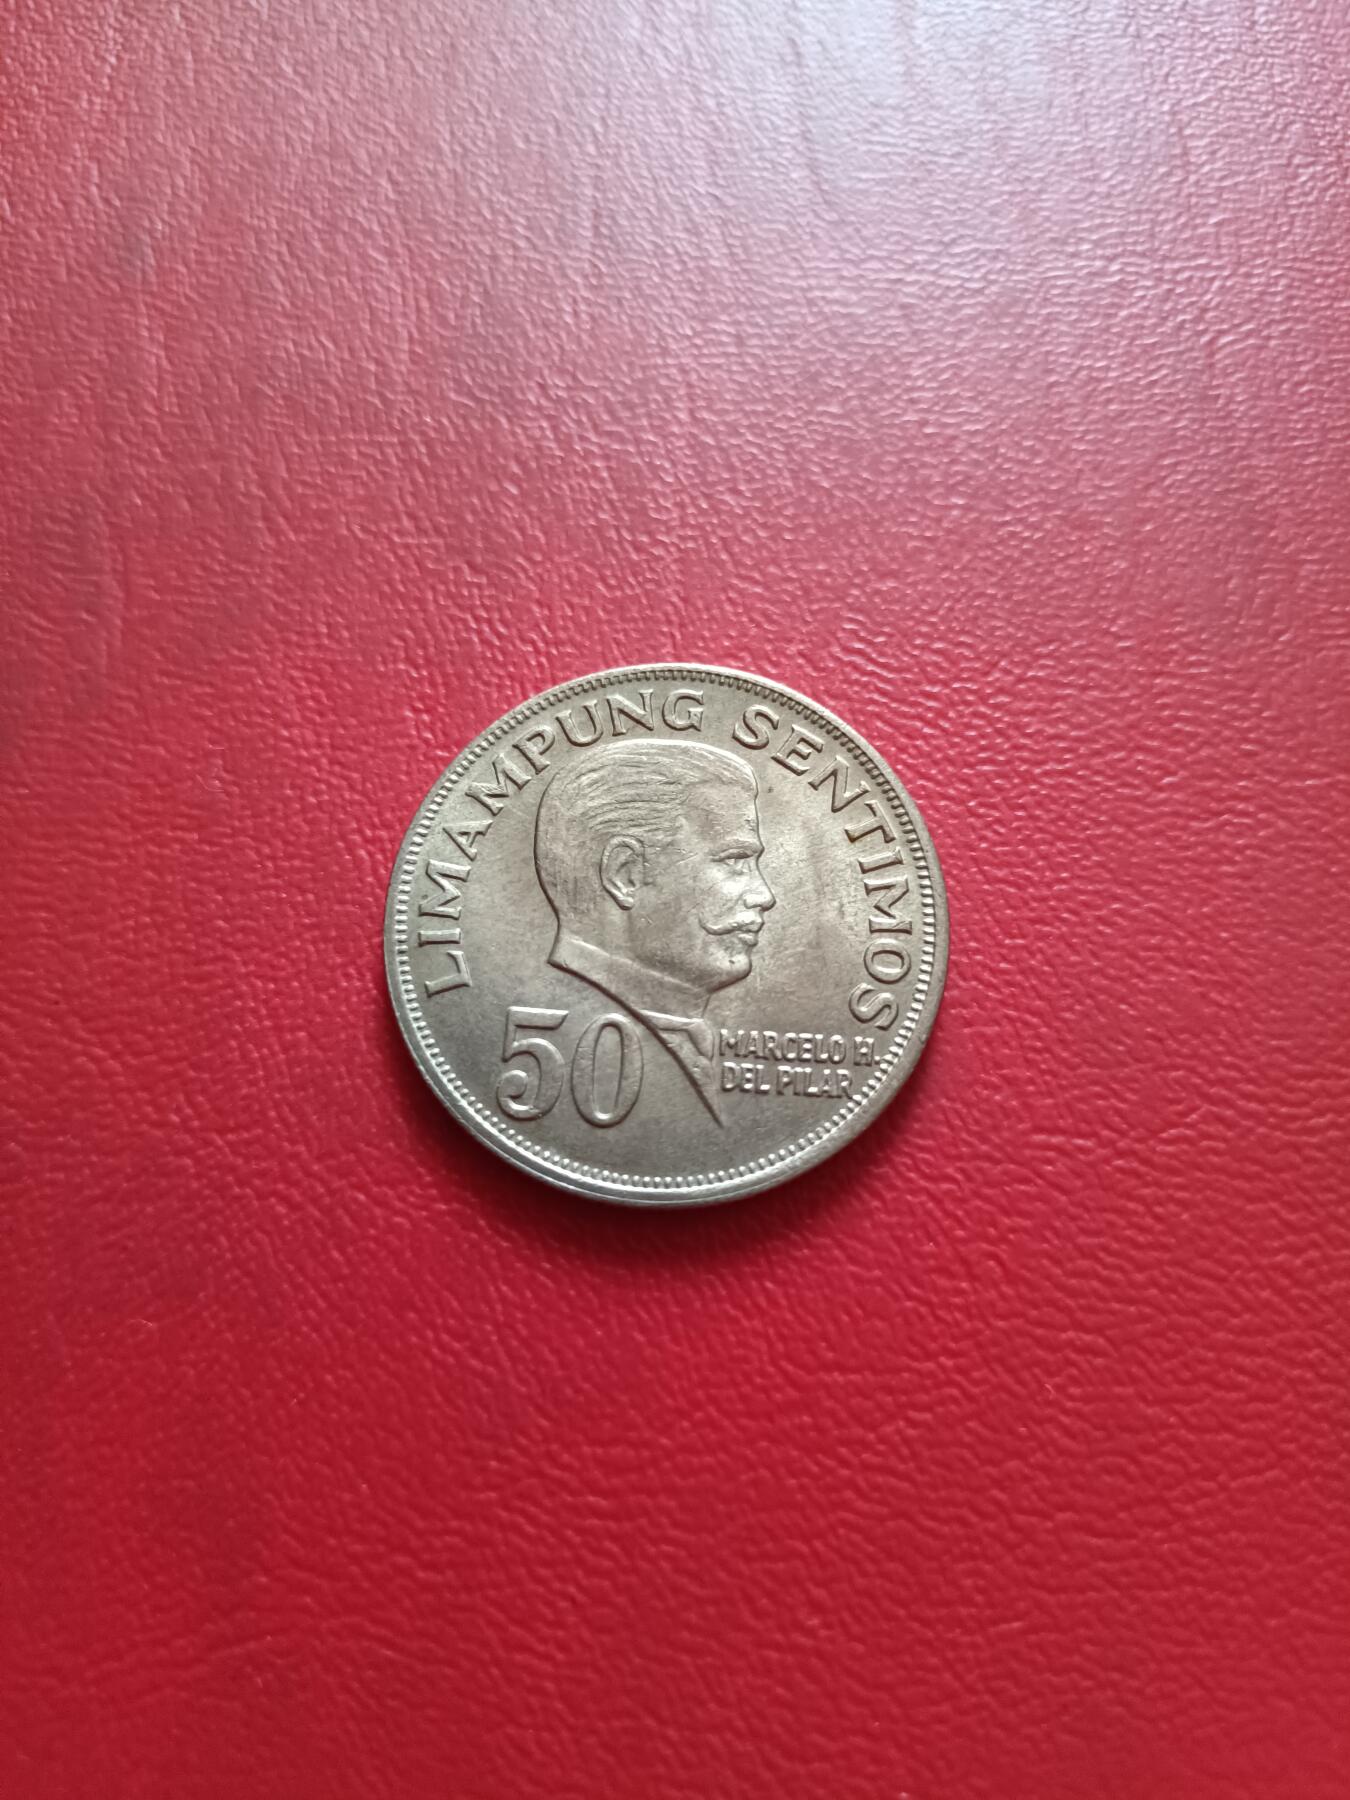 LIMAMPUNG SENTIMOS
50
MARCELO H.
DEL PILAR